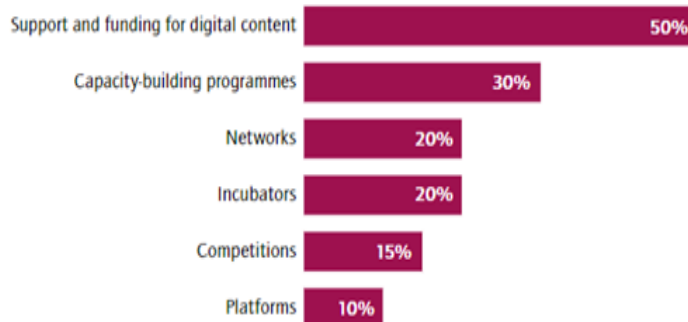 Support and funding for digital content 50%
Capacity-building programmes 30%
Networks 20%
Incubators 20%
Competitions 15%
Platforms 10%